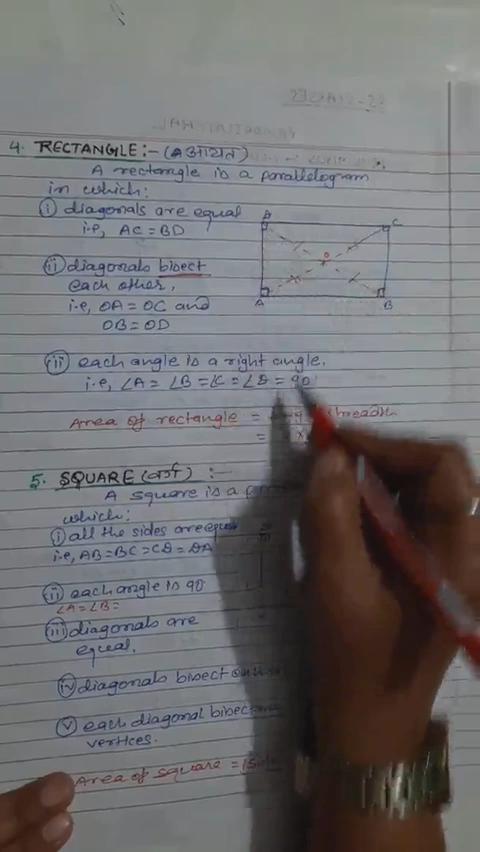 4. RECTANGLE:- (आयत)
A rectangle is a parallelogram
in which:
(i) diagonals are equal
i.e, AC = BD
D
C
O
A
B
(ii) diagonals bisect
each other,
i.e, OA = OC and
OB = OD
(iii) each angle is a right angle.
i.e, ∠A = ∠B = ∠C = ∠D = 90
Area of rectangle = breadth
= ×
5. SQUARE (वर्ग) :-
A square is a
which:
(i) all the sides are equal
i.e, AB = BC = CD = DA
(ii) each angle is 90
∠A = ∠B =
(iii) diagonals are
equal.
(iv) diagonals bisect
(v) each diagonal bisect
vertices.
Area of square = (Side